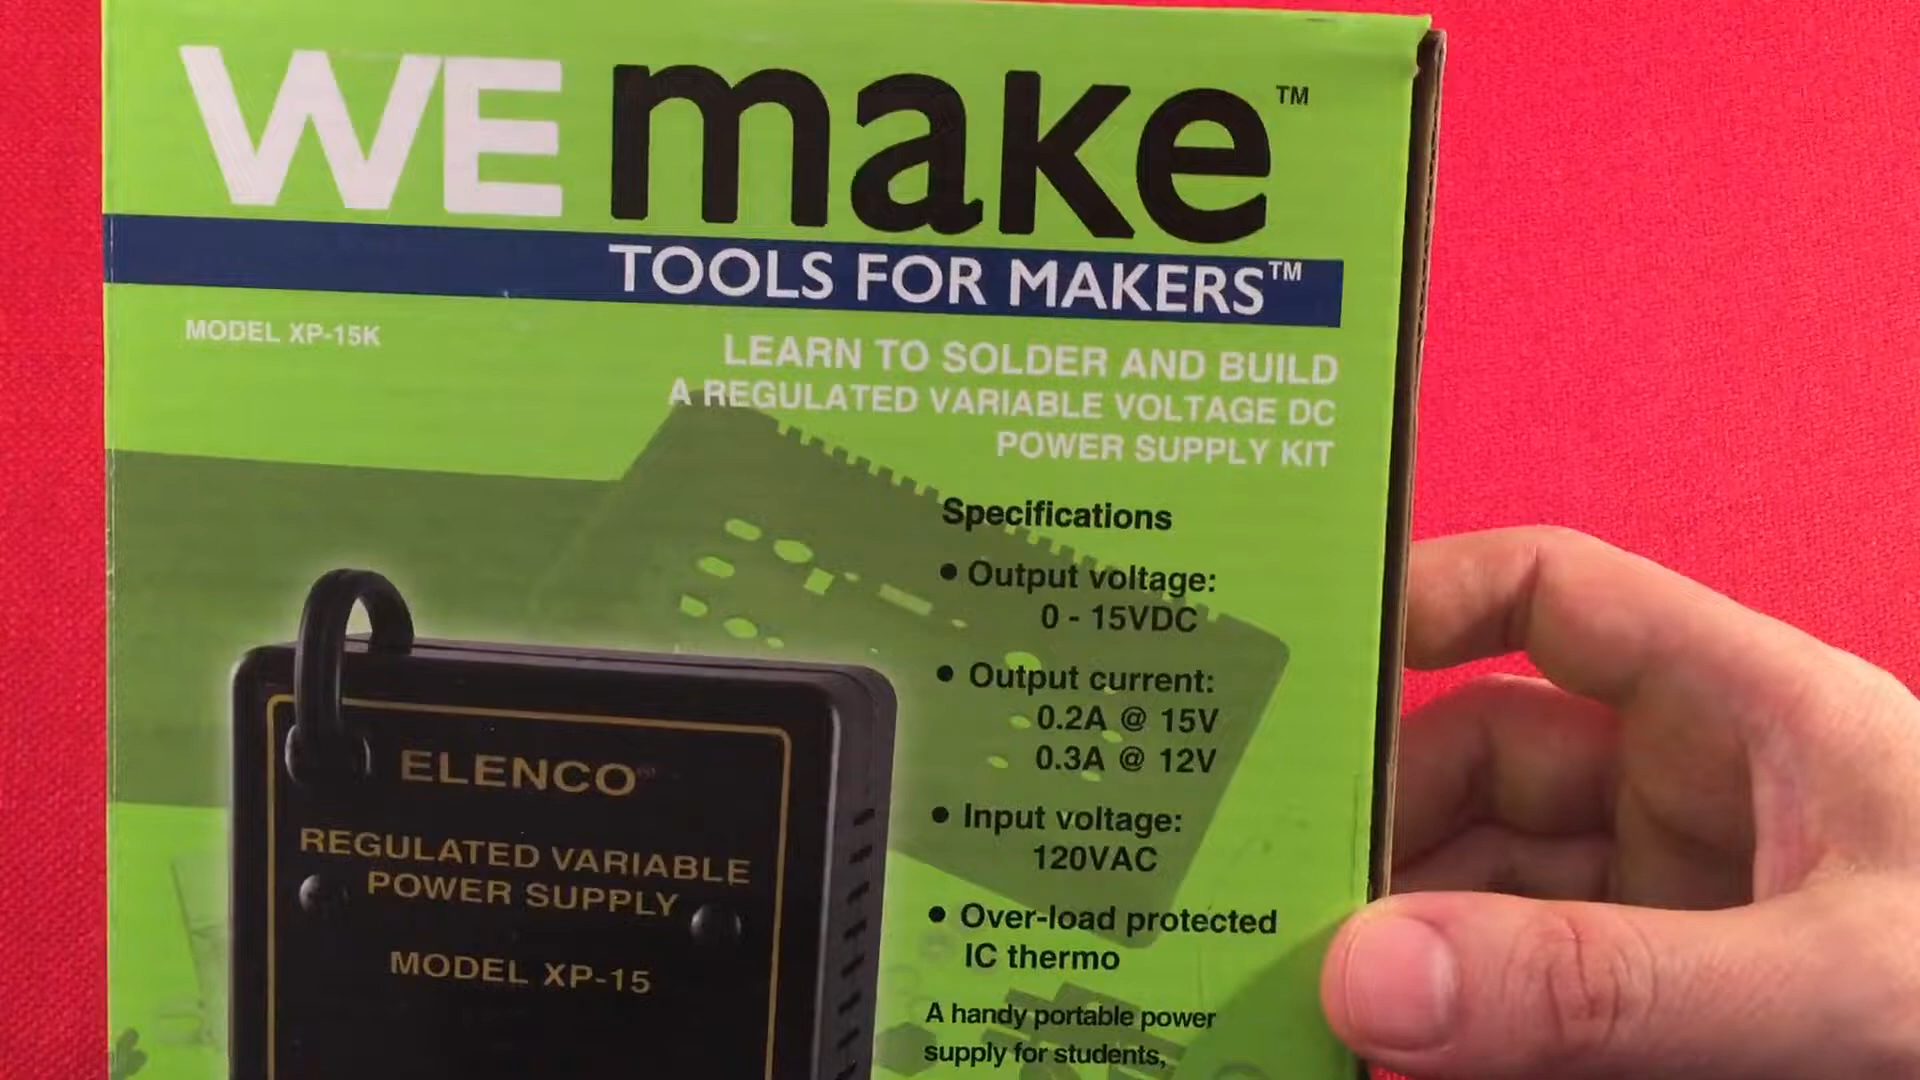 WE make™
TOOLS FOR MAKERS™
MODEL XP-15K
LEARN TO SOLDER AND BUILD
A REGULATED VARIABLE VOLTAGE DC
POWER SUPPLY KIT
Specifications
• Output voltage:
0 - 15VDC
• Output current:
0.2A @ 15V
0.3A @ 12V
• Input voltage:
120VAC
• Over-load protected
IC thermo
A handy portable power
supply for students,
ELENCO
REGULATED VARIABLE
POWER SUPPLY
MODEL XP-15